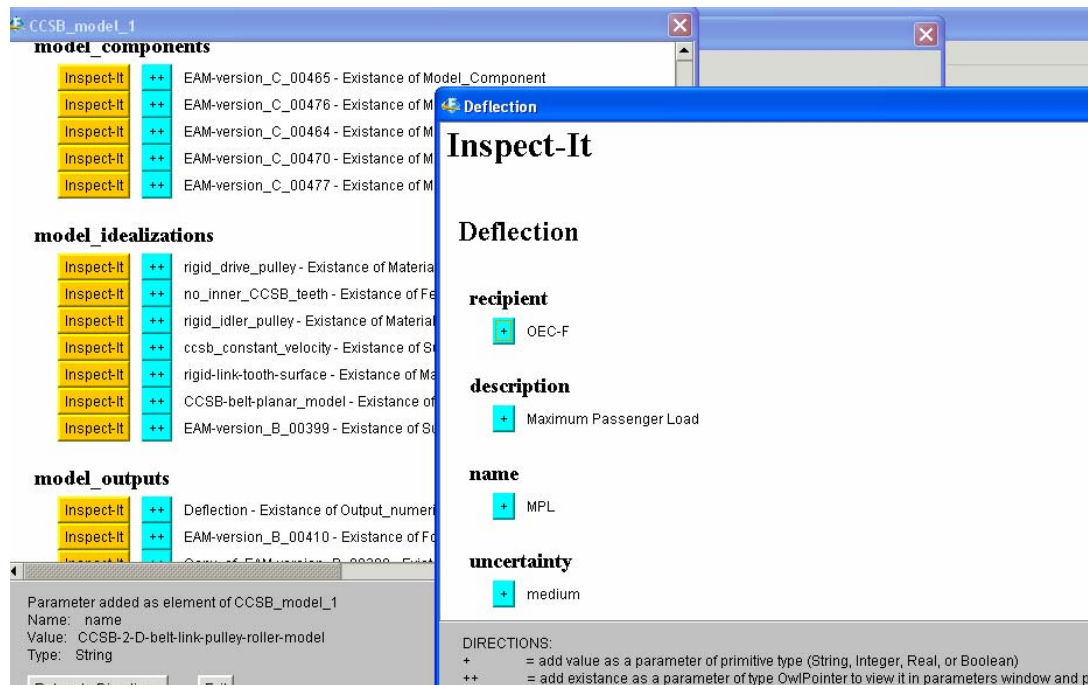 CCSB_model_1
model_components
Inspect-It ++ EAM-version_C_00465 - Existance of Model_Component
Inspect-It ++ EAM-version_C_00476 - Existance of M
Inspect-It ++ EAM-version_C_00464 - Existance of M
Inspect-It ++ EAM-version_C_00470 - Existance of M
Inspect-It ++ EAM-version_C_00477 - Existance of M
model_idealizations
Inspect-It ++ rigid_drive_pulley - Existance of Materia
Inspect-It ++ no_inner_CCSB_teeth - Existance of Fe
Inspect-It ++ rigid_idler_pulley - Existance of Material
Inspect-It ++ ccsb_constant_velocity - Existance of Su
Inspect-It ++ rigid-link-tooth-surface - Existance of Ma
Inspect-It ++ CCSB-belt-planar_model - Existance of
Inspect-It ++ EAM-version_B_00399 - Existance of Su
model_outputs
Inspect-It ++ Deflection - Existance of Output_numeri
Inspect-It ++ EAM-version_B_00410 - Existance of Fo
Parameter added as element of CCSB_model_1
Name: name
Value: CCSB-2-D-belt-link-pulley-roller-model
Type: String
Deflection
Inspect-It
Deflection
recipient
+ OEC-F
description
+ Maximum Passenger Load
name
+ MPL
uncertainty
+ medium
DIRECTIONS:
+ = add value as a parameter of primitive type (String, Integer, Real, or Boolean)
++ = add existance as a parameter of type OwlPointer to view it in parameters window and p